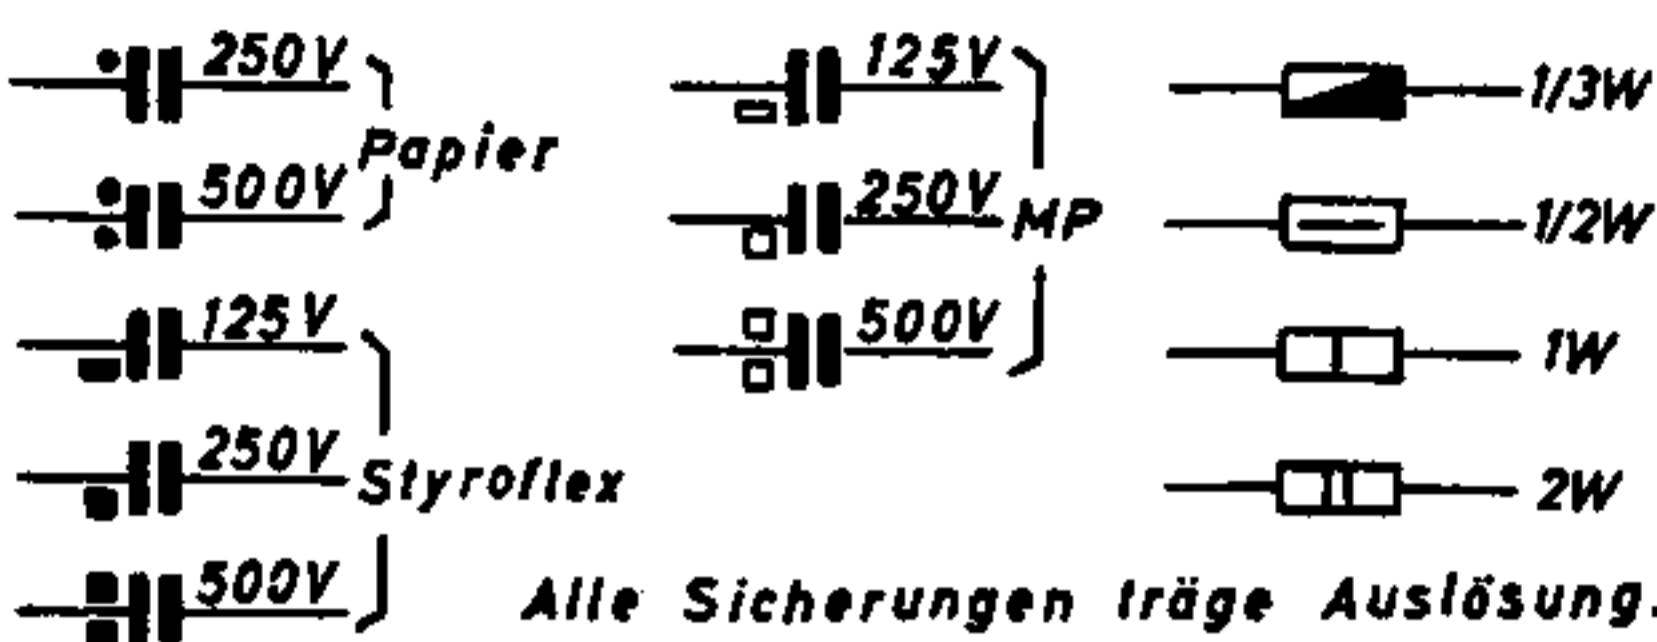 250V
Papier
500V
125V
250V
Styroflex
500V
125V
250V
MP
500V
1/3W
1/2W
1W
2W
Alle Sicherungen träge Auslösung.